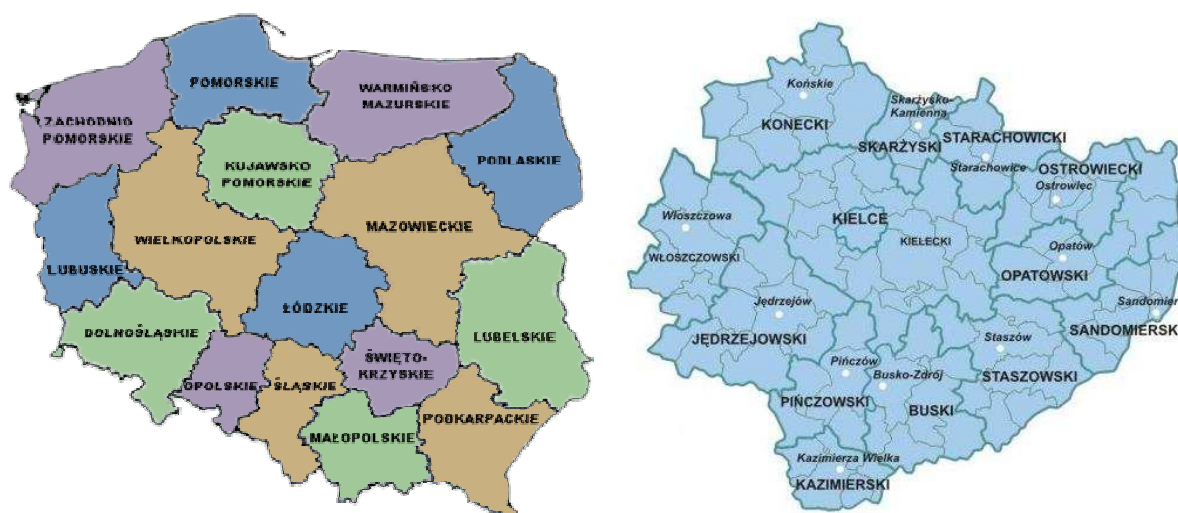 POMORSKIE
WARMIŃSKO
MAZURSKIE
ZACHODNIO
POMORSKIE
PODLASKIE
KUJAWSKO
POMORSKIE
MAZOWIECKIE
WIELKOPOLSKIE
LUBUSKIE
ŁÓDZKIE
DOLNOŚLĄSKIE
LUBELSKIE
ŚWIĘTO-
KRZYSKIE
OPOLSKIE
ŚLĄSKIE
PODKARPACKIE
MAŁOPOLSKIE
Końskie
KONECKI
Skarżysko-
Kamienna
SKARŻYSKI
STARACHOWICKI
Starachowice
OSTROWIECKI
Ostrowiec
Włoszczowa
WŁOSZCZOWSKI
KIELCE
KIELECKI
Opatów
OPATOWSKI
Jędrzejów
JĘDRZEJOWSKI
Sandomier
SANDOMIERSK
Staszów
STASZOWSKI
Pińczów
PIŃCZOWSKI
Busko-Zdrój
BUSKI
Kazimierza Wielka
KAZIMIERSKI